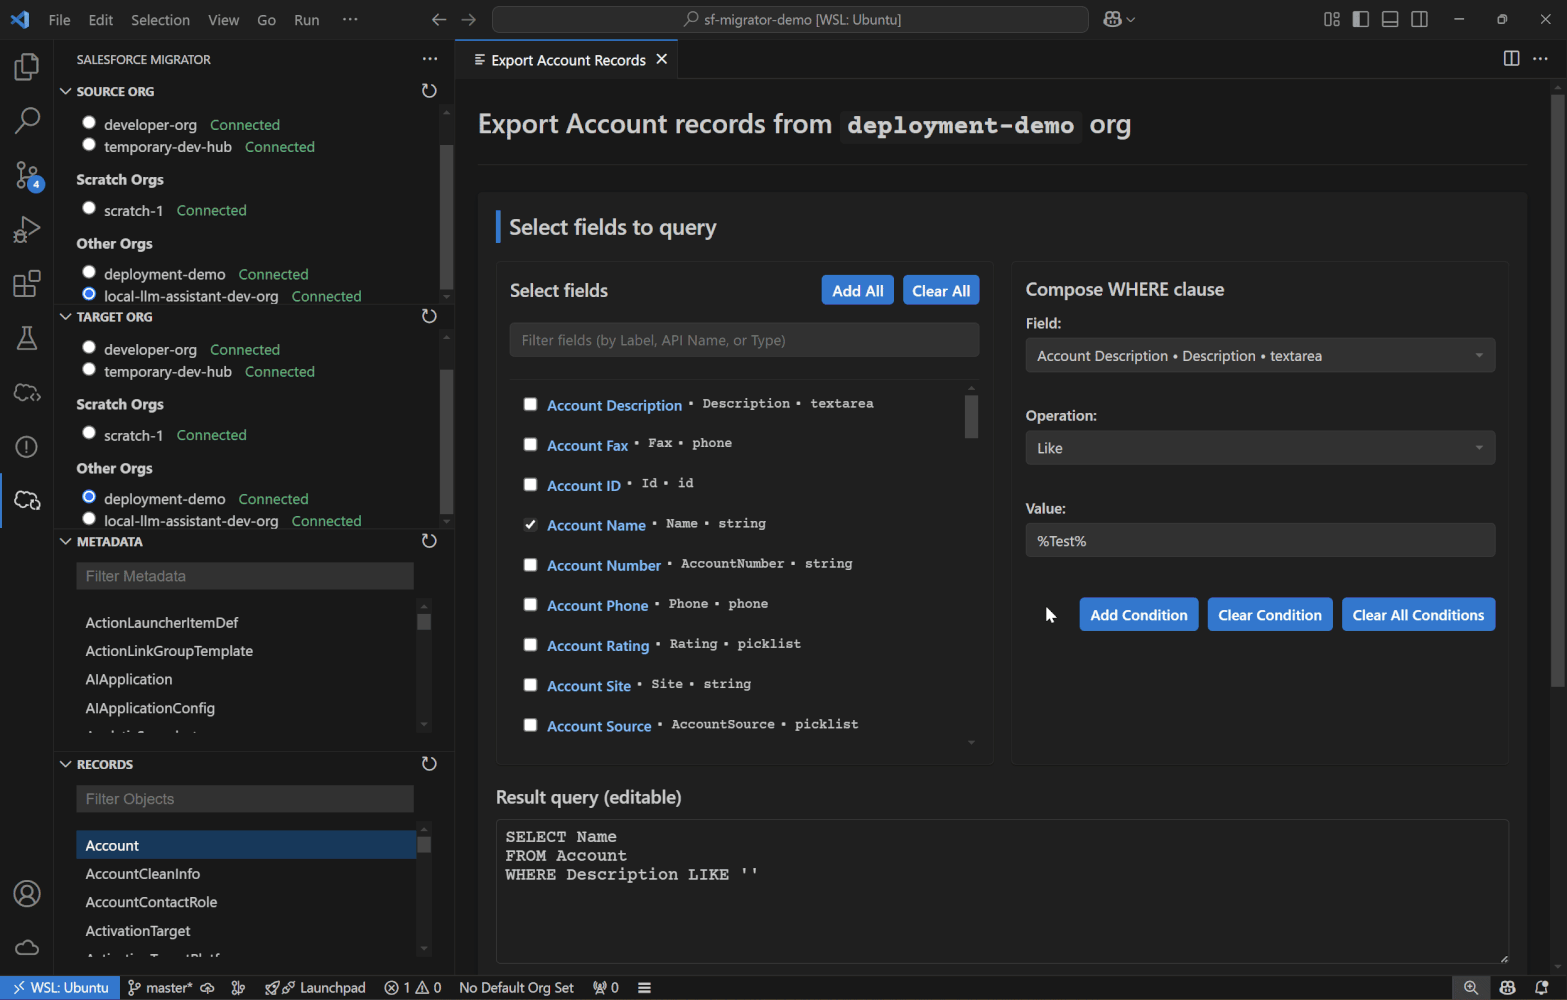 File Edit Selection View Go Run ···
sf-migrator-demo [WSL: Ubuntu]
SALESFORCE MIGRATOR
SOURCE ORG
developer-org Connected
temporary-dev-hub Connected
Scratch Orgs
scratch-1 Connected
Other Orgs
deployment-demo Connected
local-llm-assistant-dev-org Connected
TARGET ORG
developer-org Connected
temporary-dev-hub Connected
Scratch Orgs
scratch-1 Connected
Other Orgs
deployment-demo Connected
local-llm-assistant-dev-org Connected
METADATA
Filter Metadata
ActionLauncherItemDef
ActionLinkGroupTemplate
AIApplication
AIApplicationConfig
RECORDS
Filter Objects
Account
AccountCleanInfo
AccountContactRole
ActivationTarget
4
Export Account Records
Export Account records from deployment-demo org
Select fields to query
Select fields
Add All
Clear All
Filter fields (by Label, API Name, or Type)
Account Description • Description • textarea
Account Fax • Fax • phone
Account ID • Id • id
Account Name • Name • string
Account Number • AccountNumber • string
Account Phone • Phone • phone
Account Rating • Rating • picklist
Account Site • Site • string
Account Source • AccountSource • picklist
Compose WHERE clause
Field:
Account Description • Description • textarea
Operation:
Like
Value:
%Test%
Add Condition
Clear Condition
Clear All Conditions
Result query (editable)
SELECT Name
FROM Account
WHERE Description LIKE ''
WSL: Ubuntu master* Launchpad 1 0 No Default Org Set 0